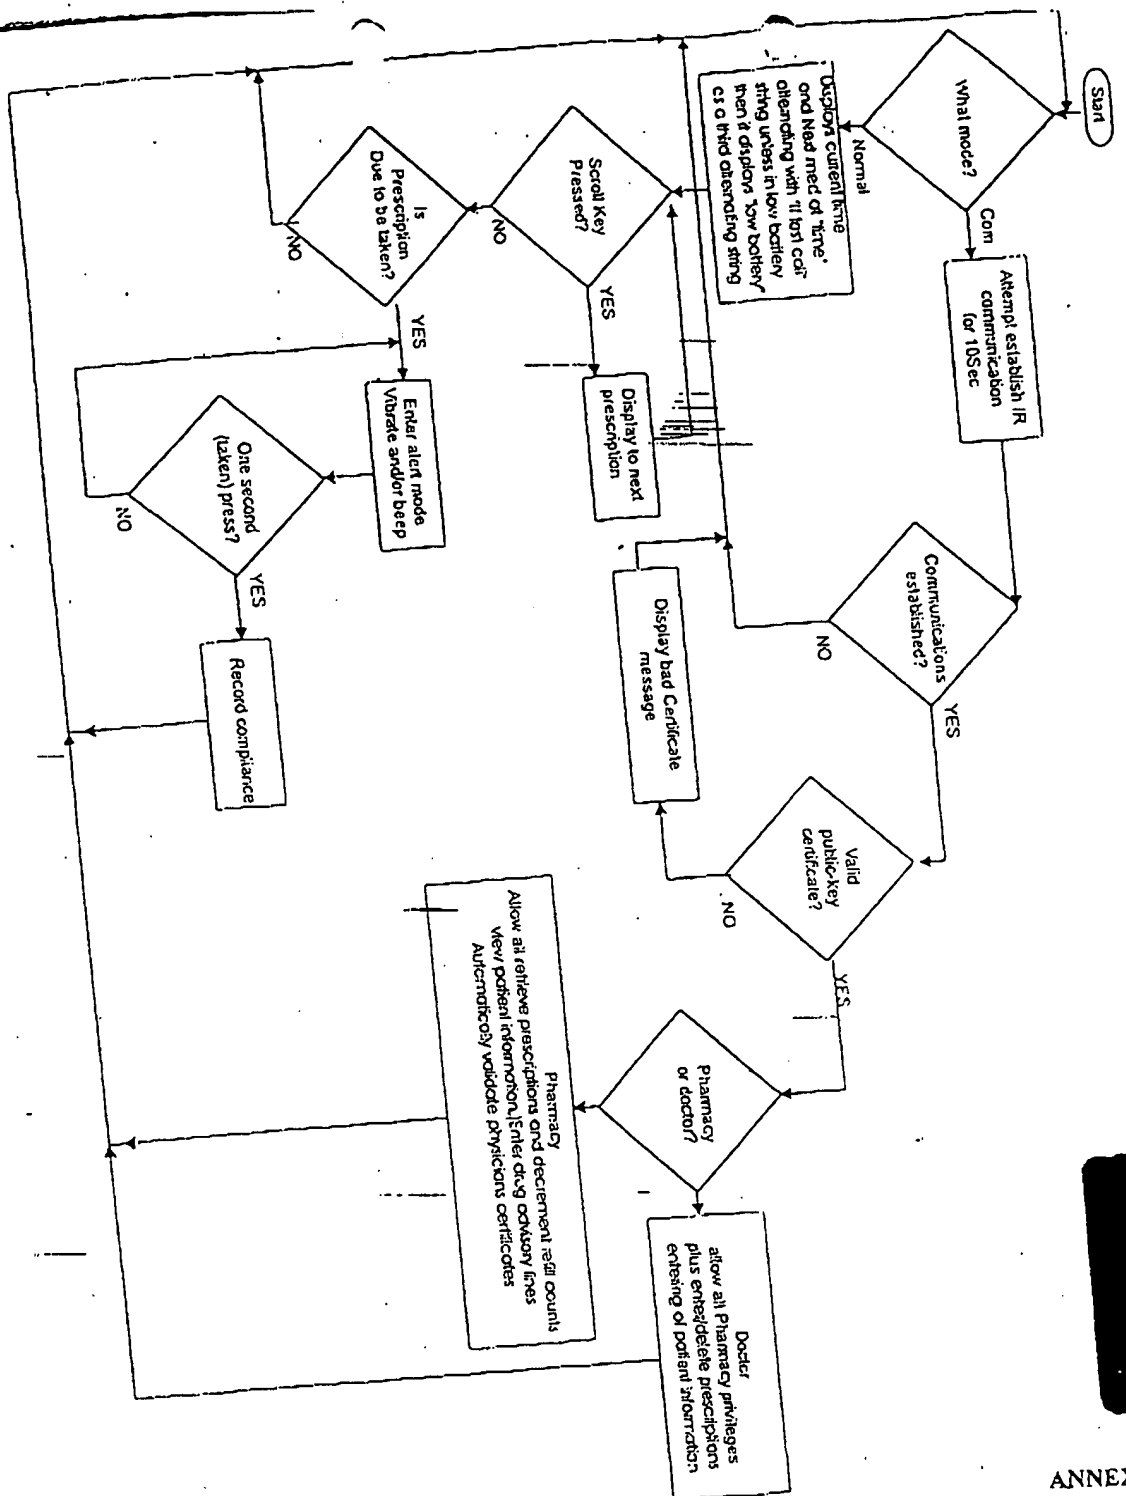 Start
What mode?
Normal
Com
Displays current time
and Next med at "time"
alternating with "If lost call"
string unless in low battery
then it displays "low battery"
as a third alternating string
Attempt establish IR
communication
for 10Sec
Communications
established?
NO
YES
Valid
public-key
certificate?
NO
YES
Display bad Certificate
message
Pharmacy
or doctor?
Doctor
allow all Pharmacy privileges
plus enter/delete prescriptions
entering of patient information
Pharmacy
Allow all retrieve prescriptions and decrement refill counts
view patient information, Enter drug advisory lines
Automatically validate physicians certificates
Scroll Key
Pressed?
NO
YES
Display to next
prescription
Is
Prescription
Due to be taken?
NO
YES
Enter alert mode
Vibrate and/or beep
One second
(taken) press?
NO
YES
Record compliance
ANNEX